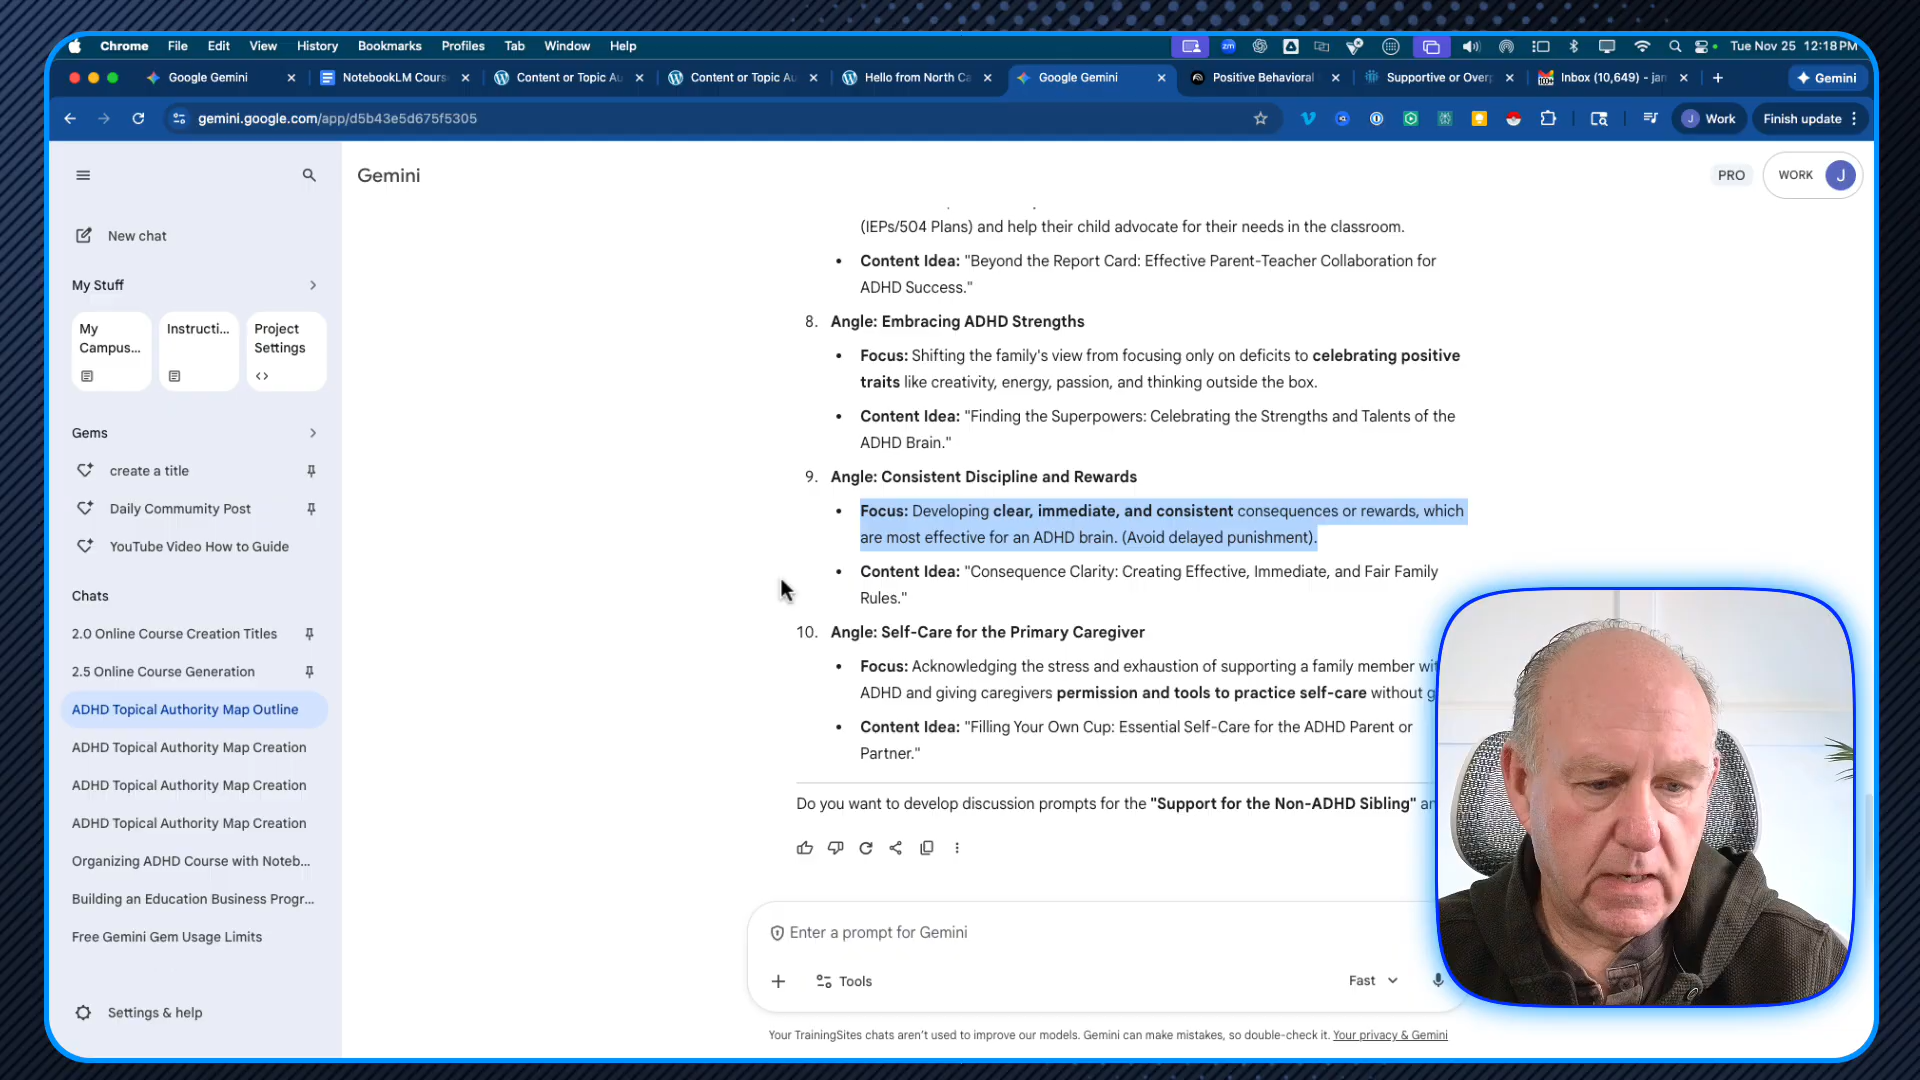 Chrome File Edit View History Bookmarks Profiles Tab Window Help
zm
Tue Nov 25 12:18 PM
Google Gemini
NotebookLM Cours
Content or Topic Au
Content or Topic Au
Hello from North Ca
Google Gemini
Positive Behavioral
Supportive or Over
Inbox (10,649) - jan
Gemini
gemini.google.com/app/d5b43e5d675f5305
J Work
Finish update
Gemini
PRO
WORK J
New chat
My Stuff
My Campus...
Instructi...
Project Settings
Gems
create a title
Daily Community Post
YouTube Video How to Guide
Chats
2.0 Online Course Creation Titles
2.5 Online Course Generation
ADHD Topical Authority Map Outline
ADHD Topical Authority Map Creation
ADHD Topical Authority Map Creation
ADHD Topical Authority Map Creation
Organizing ADHD Course with Noteb...
Building an Education Business Progr...
Free Gemini Gem Usage Limits
Settings & help
(IEPs/504 Plans) and help their child advocate for their needs in the classroom.
• Content Idea: "Beyond the Report Card: Effective Parent-Teacher Collaboration for
ADHD Success."
8. Angle: Embracing ADHD Strengths
• Focus: Shifting the family's view from focusing only on deficits to celebrating positive
traits like creativity, energy, passion, and thinking outside the box.
• Content Idea: "Finding the Superpowers: Celebrating the Strengths and Talents of the
ADHD Brain."
9. Angle: Consistent Discipline and Rewards
• Focus: Developing clear, immediate, and consistent consequences or rewards, which
are most effective for an ADHD brain. (Avoid delayed punishment).
• Content Idea: "Consequence Clarity: Creating Effective, Immediate, and Fair Family
Rules."
10. Angle: Self-Care for the Primary Caregiver
• Focus: Acknowledging the stress and exhaustion of supporting a family member wit
ADHD and giving caregivers permission and tools to practice self-care without g
• Content Idea: "Filling Your Own Cup: Essential Self-Care for the ADHD Parent or
Partner."
Do you want to develop discussion prompts for the "Support for the Non-ADHD Sibling" an
Enter a prompt for Gemini
Tools
Fast
Your TrainingSites chats aren't used to improve our models. Gemini can make mistakes, so double-check it. Your privacy & Gemini